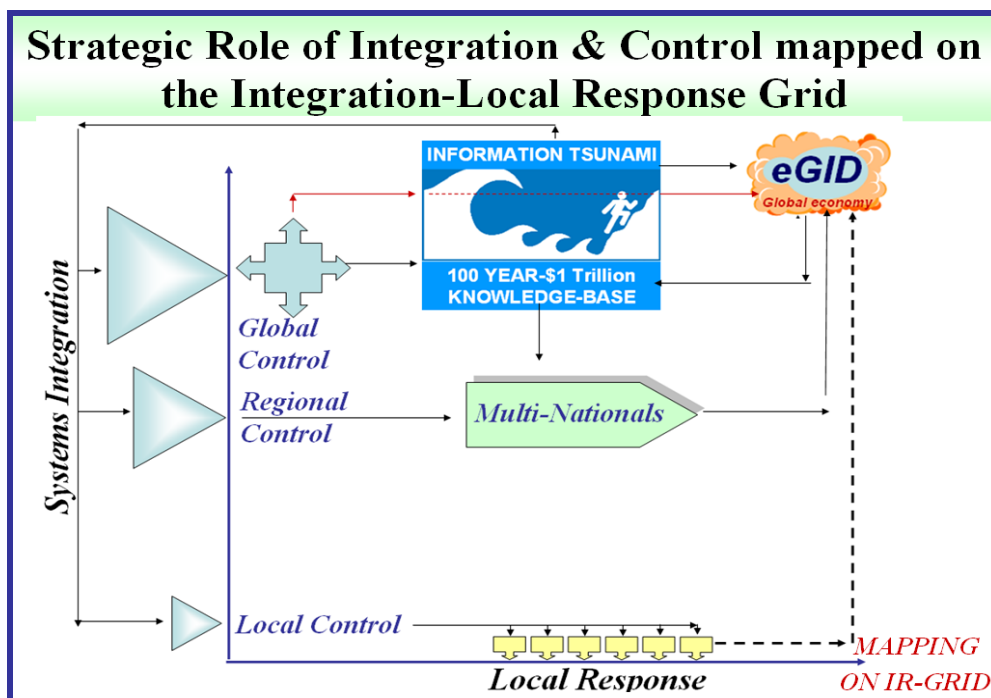 Strategic Role of Integration & Control mapped on
the Integration-Local Response Grid
INFORMATION TSUNAMI
eGID
Global economy
100 YEAR-$1 Trillion
KNOWLEDGE-BASE
Systems Integration
Global
Control
Regional
Control
Multi-Nationals
Local Control
Local Response
MAPPING
ON IR-GRID